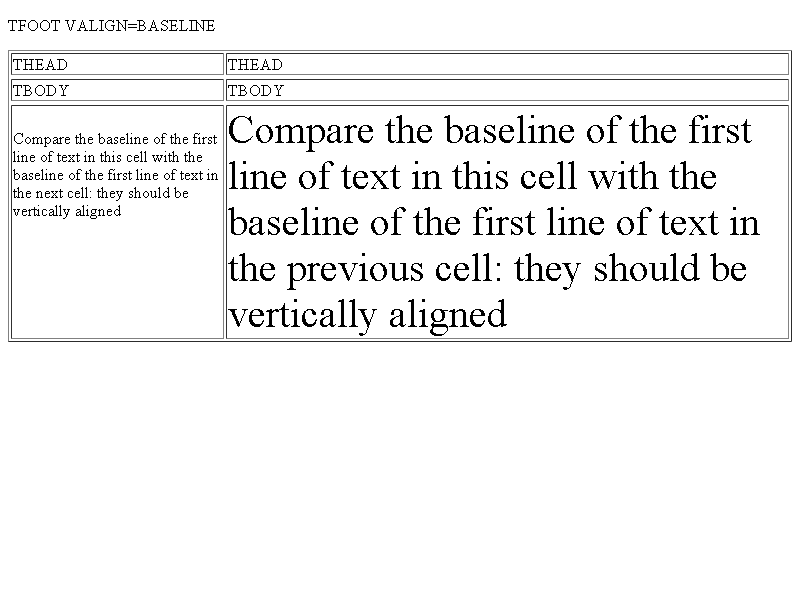 TFOOT VALIGN=BASELINE
THEAD THEAD
TBODY TBODY
Compare the baseline of the first
line of text in this cell with the
baseline of the first line of text in
the next cell: they should be
vertically aligned
Compare the baseline of the first
line of text in this cell with the
baseline of the first line of text in
the previous cell: they should be
vertically aligned